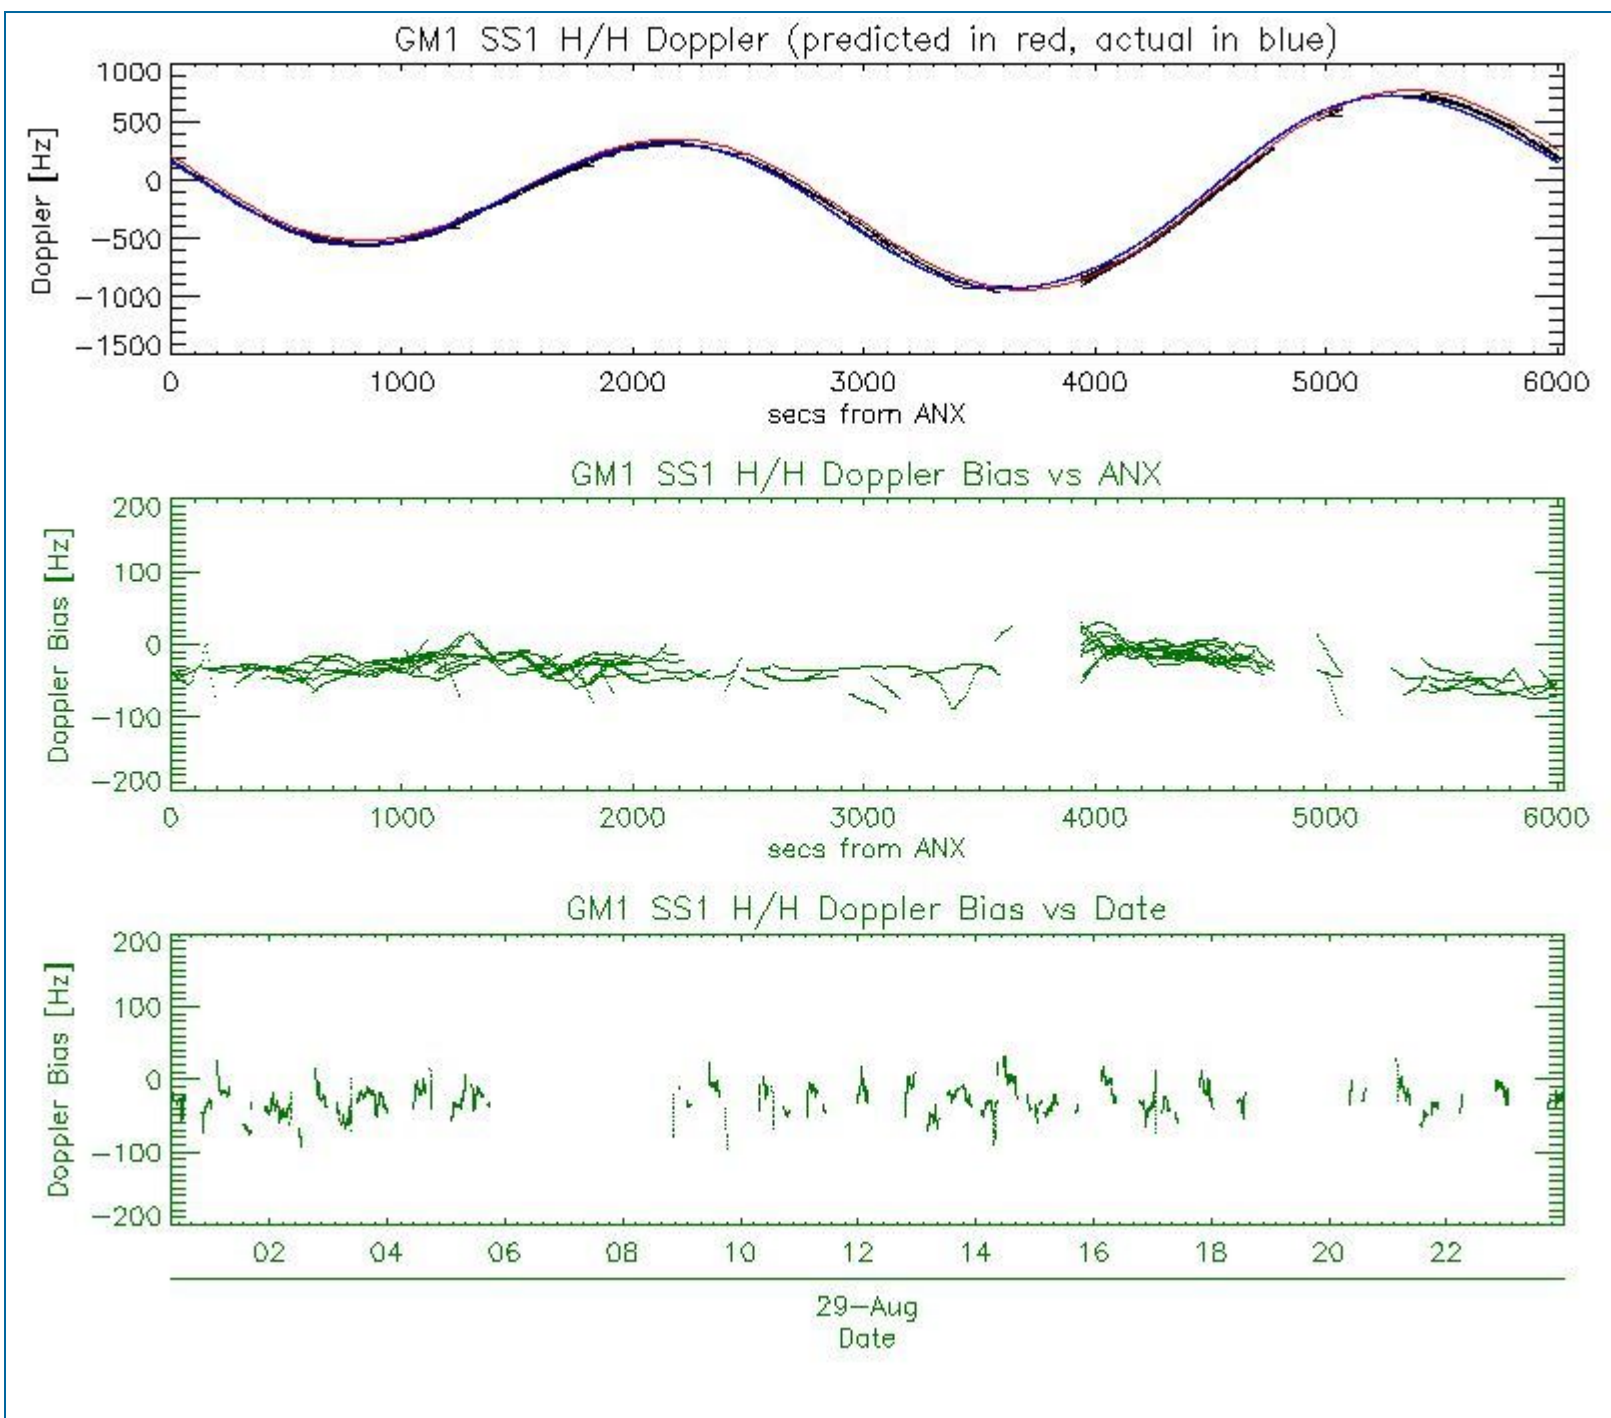 GM1 SS1 H/H Doppler (predicted in red, actual in blue)
Doppler [Hz]
1000
500
0
−500
−1000
−1500
0 1000 2000 3000 4000 5000 6000
secs from ANX
GM1 SS1 H/H Doppler Bias vs ANX
Doppler Bias [Hz]
200
100
0
−100
−200
0 1000 2000 3000 4000 5000 6000
secs from ANX
GM1 SS1 H/H Doppler Bias vs Date
Doppler Bias [Hz]
200
100
0
−100
−200
02 04 06 08 10 12 14 16 18 20 22
29−Aug
Date